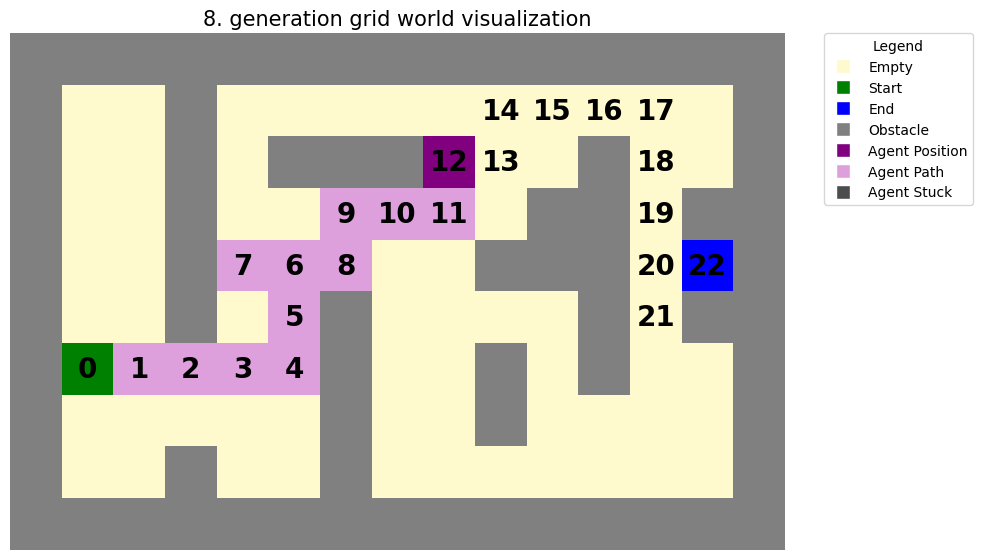 8. generation grid world visualization
Legend
Empty
Start
End
Obstacle
Agent Position
Agent Path
Agent Stuck
14 15 16 17
12 13 18
9 10 11 19
7 6 8 20 22
5 21
0 1 2 3 4